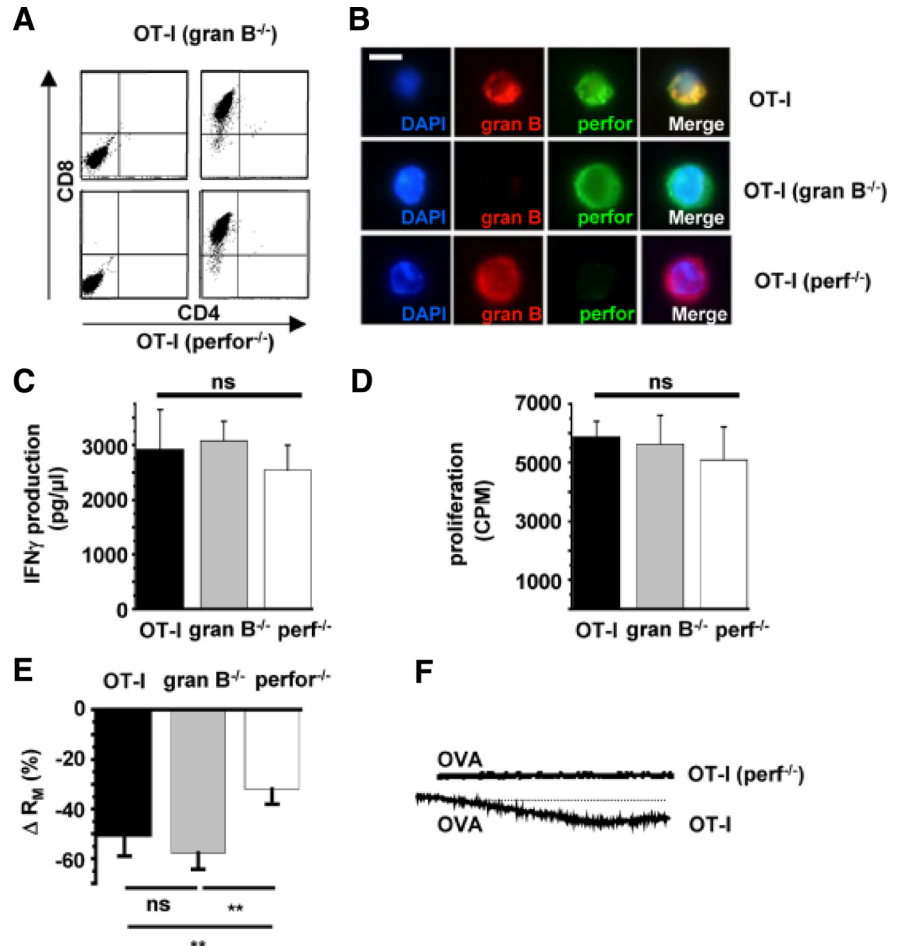 A
OT-I (gran B-/-)
CD8
CD4
OT-I (perfor-/-)
B
DAPI gran B perfor Merge OT-I
DAPI gran B perfor Merge OT-I (gran B-/-)
DAPI gran B perfor Merge OT-I (perf-/-)
C
ns
IFNγ production
(pg/μl)
3000
2000
1000
0
OT-I gran B-/- perf-/-
D
ns
proliferation
(CPM)
7000
5000
3000
1000
OT-I gran B-/- perf-/-
E
OT-I gran B-/- perfor-/-
Δ RM (%)
0
-20
-40
-60
ns
**
**
F
OVA OT-I (perf-/-)
OVA OT-I